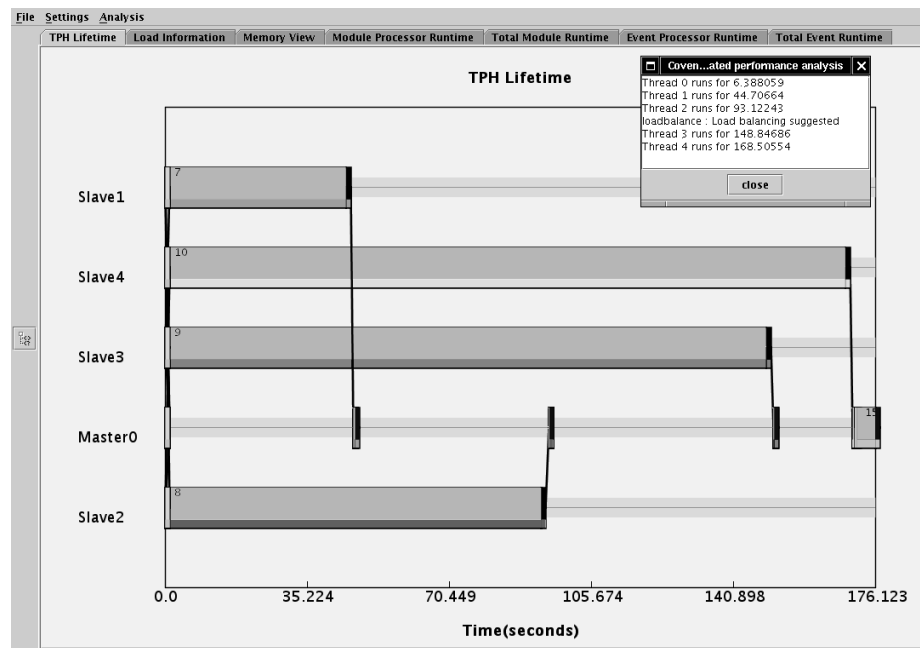 File Settings Analysis
TPH Lifetime Load Information Memory View Module Processor Runtime Total Module Runtime Event Processor Runtime Total Event Runtime
TPH Lifetime
Coven...ated performance analysis
Thread 0 runs for 6.388059
Thread 1 runs for 44.70664
Thread 2 runs for 93.12243
loadbalance : Load balancing suggested
Thread 3 runs for 148.84686
Thread 4 runs for 168.50554
close
7
Slave1
10
Slave4
9
Slave3
15
Master0
8
Slave2
0.0 35.224 70.449 105.674 140.898 176.123
Time(seconds)